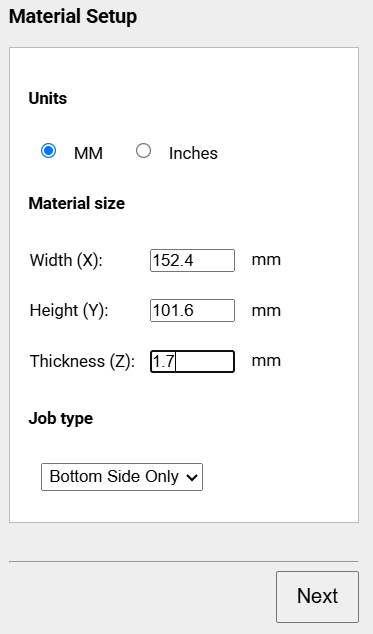 Material Setup
Units
MM Inches
Material size
Width (X): 152.4 mm
Height (Y): 101.6 mm
Thickness (Z): 1.7 mm
Job type
Bottom Side Only
Next